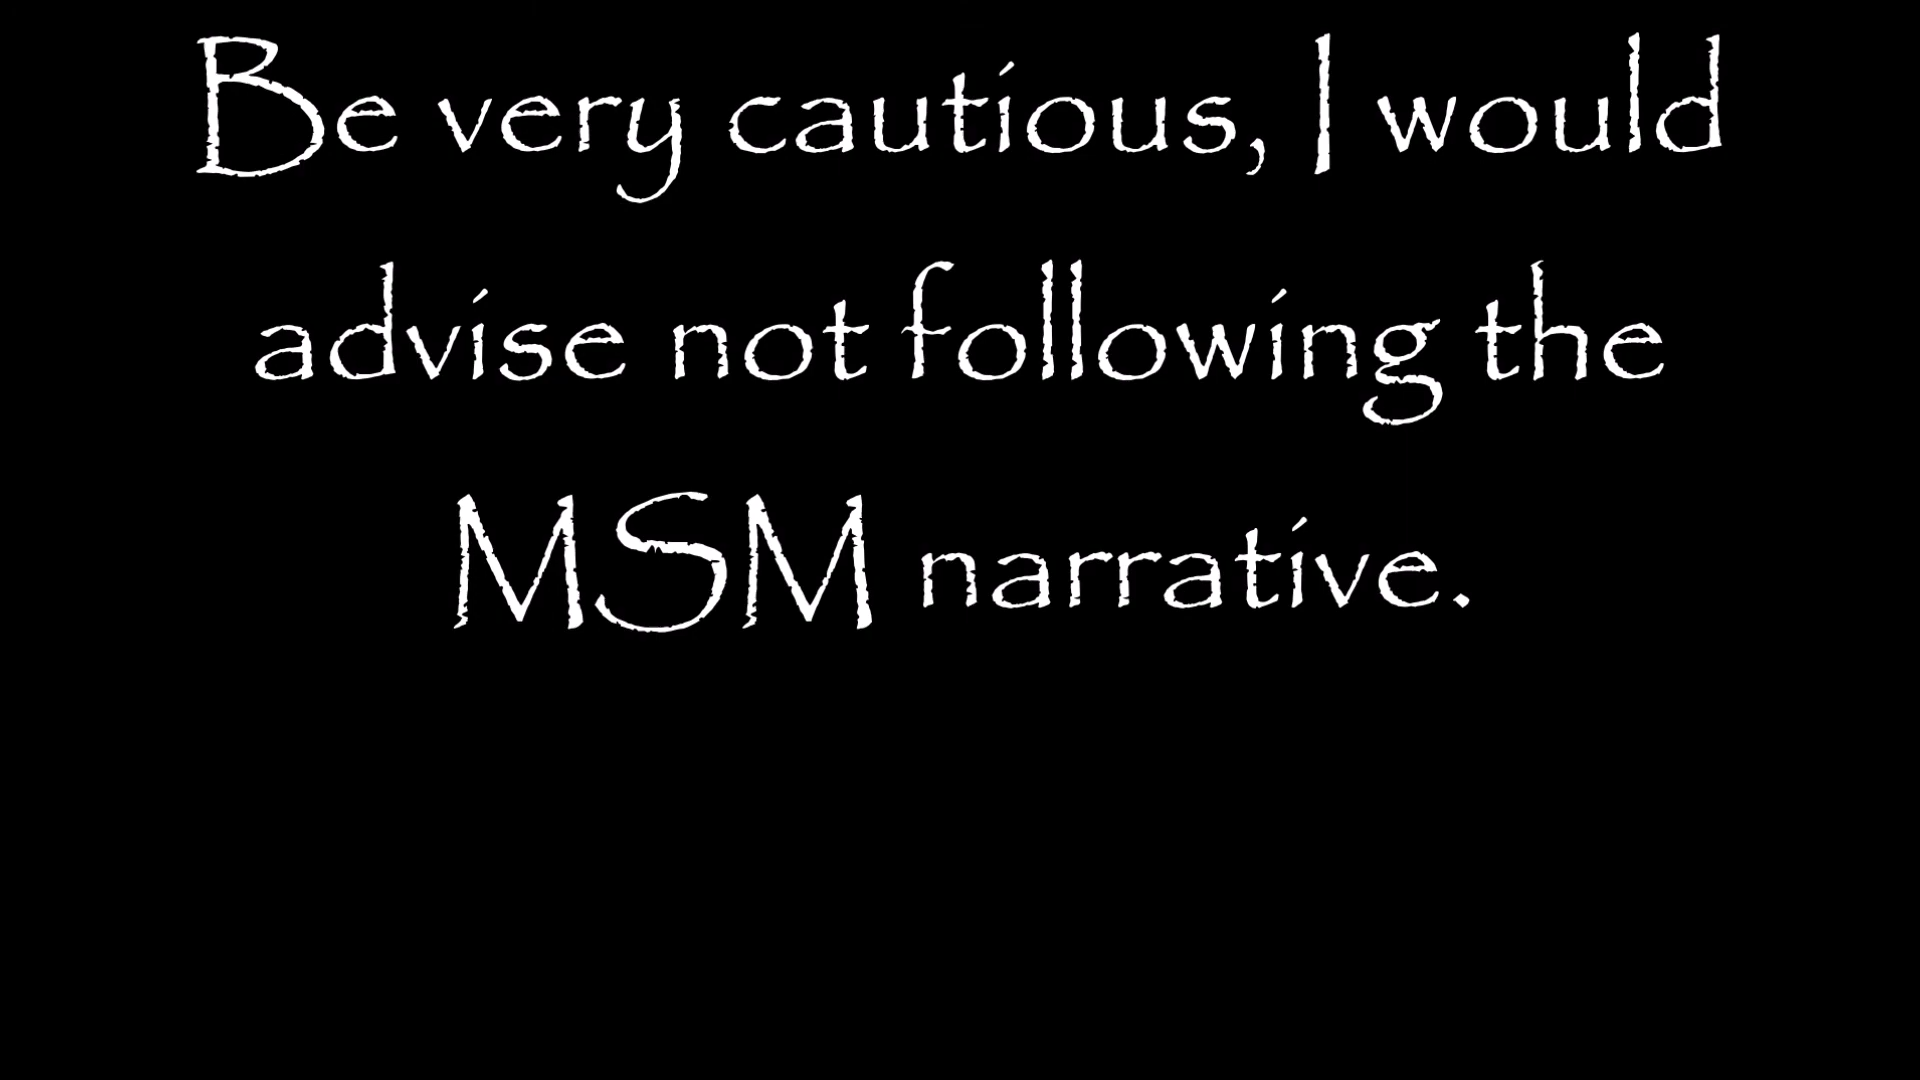 Be very cautious, I would
advise not following the
MSM narrative.